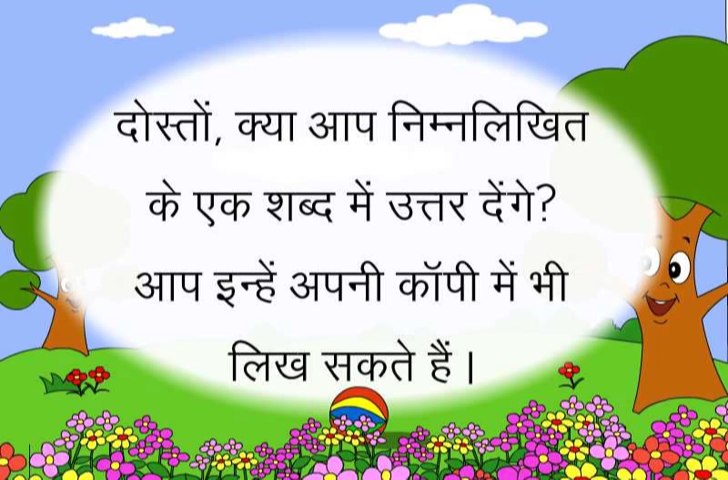 दोस्तों, क्या आप निम्नलिखित
के एक शब्द में उत्तर देंगे?
आप इन्हें अपनी कॉपी में भी
लिख सकते हैं |